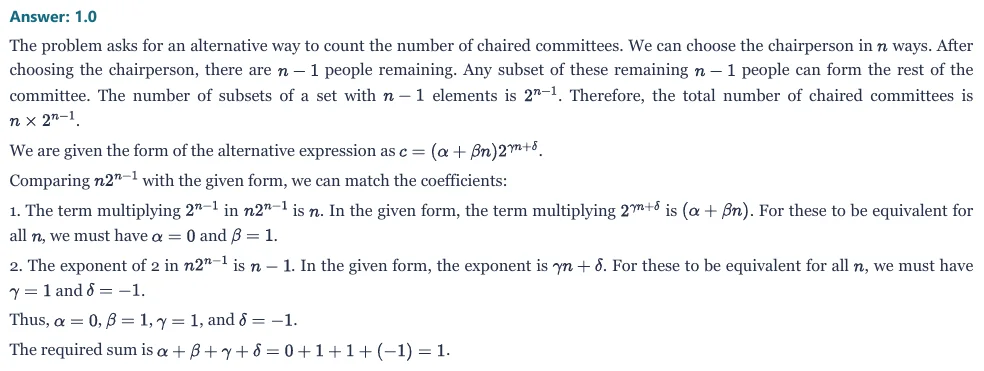 Answer: 1.0
The problem asks for an alternative way to count the number of chaired committees. We can choose the chairperson in n ways. After
choosing the chairperson, there are n − 1 people remaining. Any subset of these remaining n − 1 people can form the rest of the
committee. The number of subsets of a set with n − 1 elements is 2ⁿ⁻¹. Therefore, the total number of chaired committees is
n × 2ⁿ⁻¹.
We are given the form of the alternative expression as c = (α + βn)2^{γn+δ}.
Comparing n2ⁿ⁻¹ with the given form, we can match the coefficients:
1. The term multiplying 2ⁿ⁻¹ in n2ⁿ⁻¹ is n. In the given form, the term multiplying 2^{γn+δ} is (α + βn). For these to be equivalent for
all n, we must have α = 0 and β = 1.
2. The exponent of 2 in n2ⁿ⁻¹ is n − 1. In the given form, the exponent is γn + δ. For these to be equivalent for all n, we must have
γ = 1 and δ = −1.
Thus, α = 0, β = 1, γ = 1, and δ = −1.
The required sum is α + β + γ + δ = 0 + 1 + 1 + (−1) = 1.